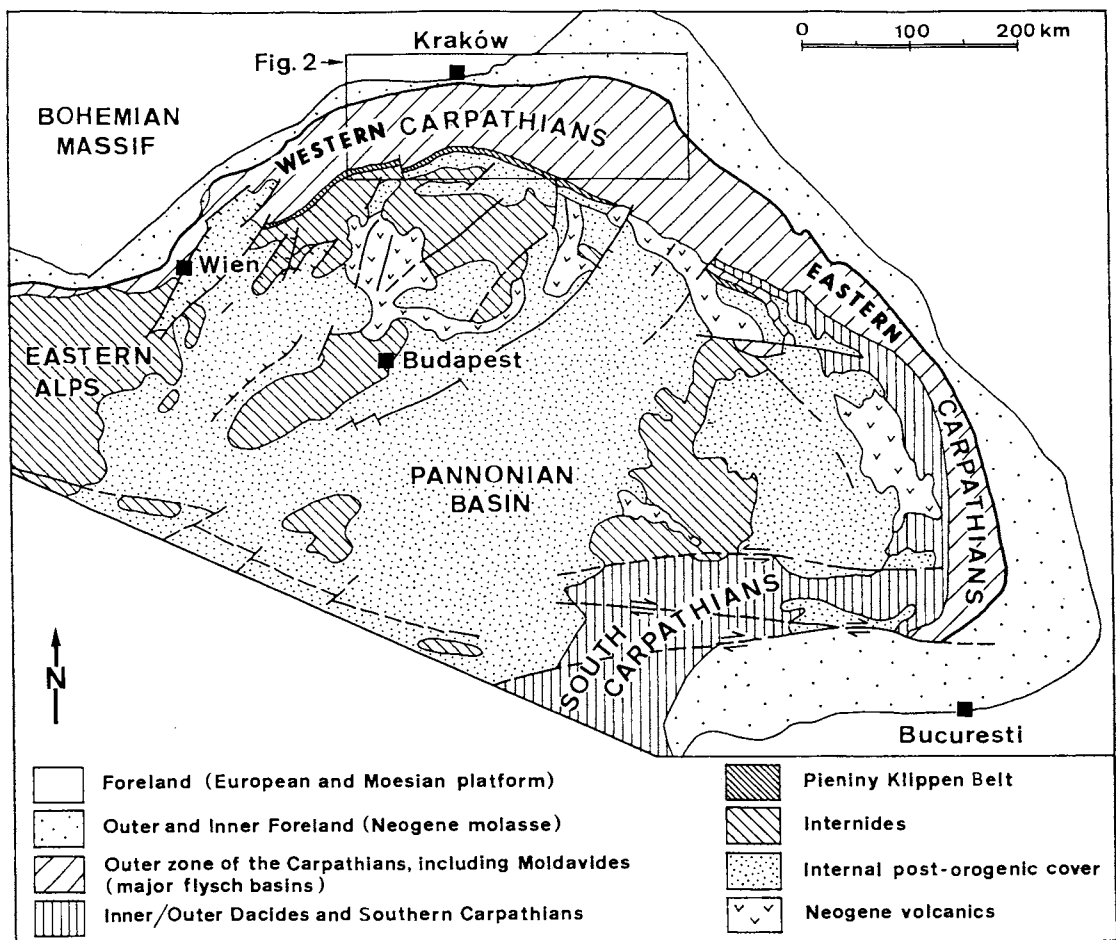 Kraków
0 100 200 km
Fig. 2
BOHEMIAN
MASSIF
WESTERN CARPATHIANS
Wien
EASTERN
ALPS
Budapest
EASTERN
CARPATHIANS
PANNONIAN
BASIN
SOUTH
CARPATHIANS
N
Bucuresti
Foreland (European and Moesian platform)
Outer and Inner Foreland (Neogene molasse)
Outer zone of the Carpathians, including Moldavides
(major flysch basins)
Inner/Outer Dacides and Southern Carpathians
Pieniny Klippen Belt
Internides
Internal post-orogenic cover
Neogene volcanics